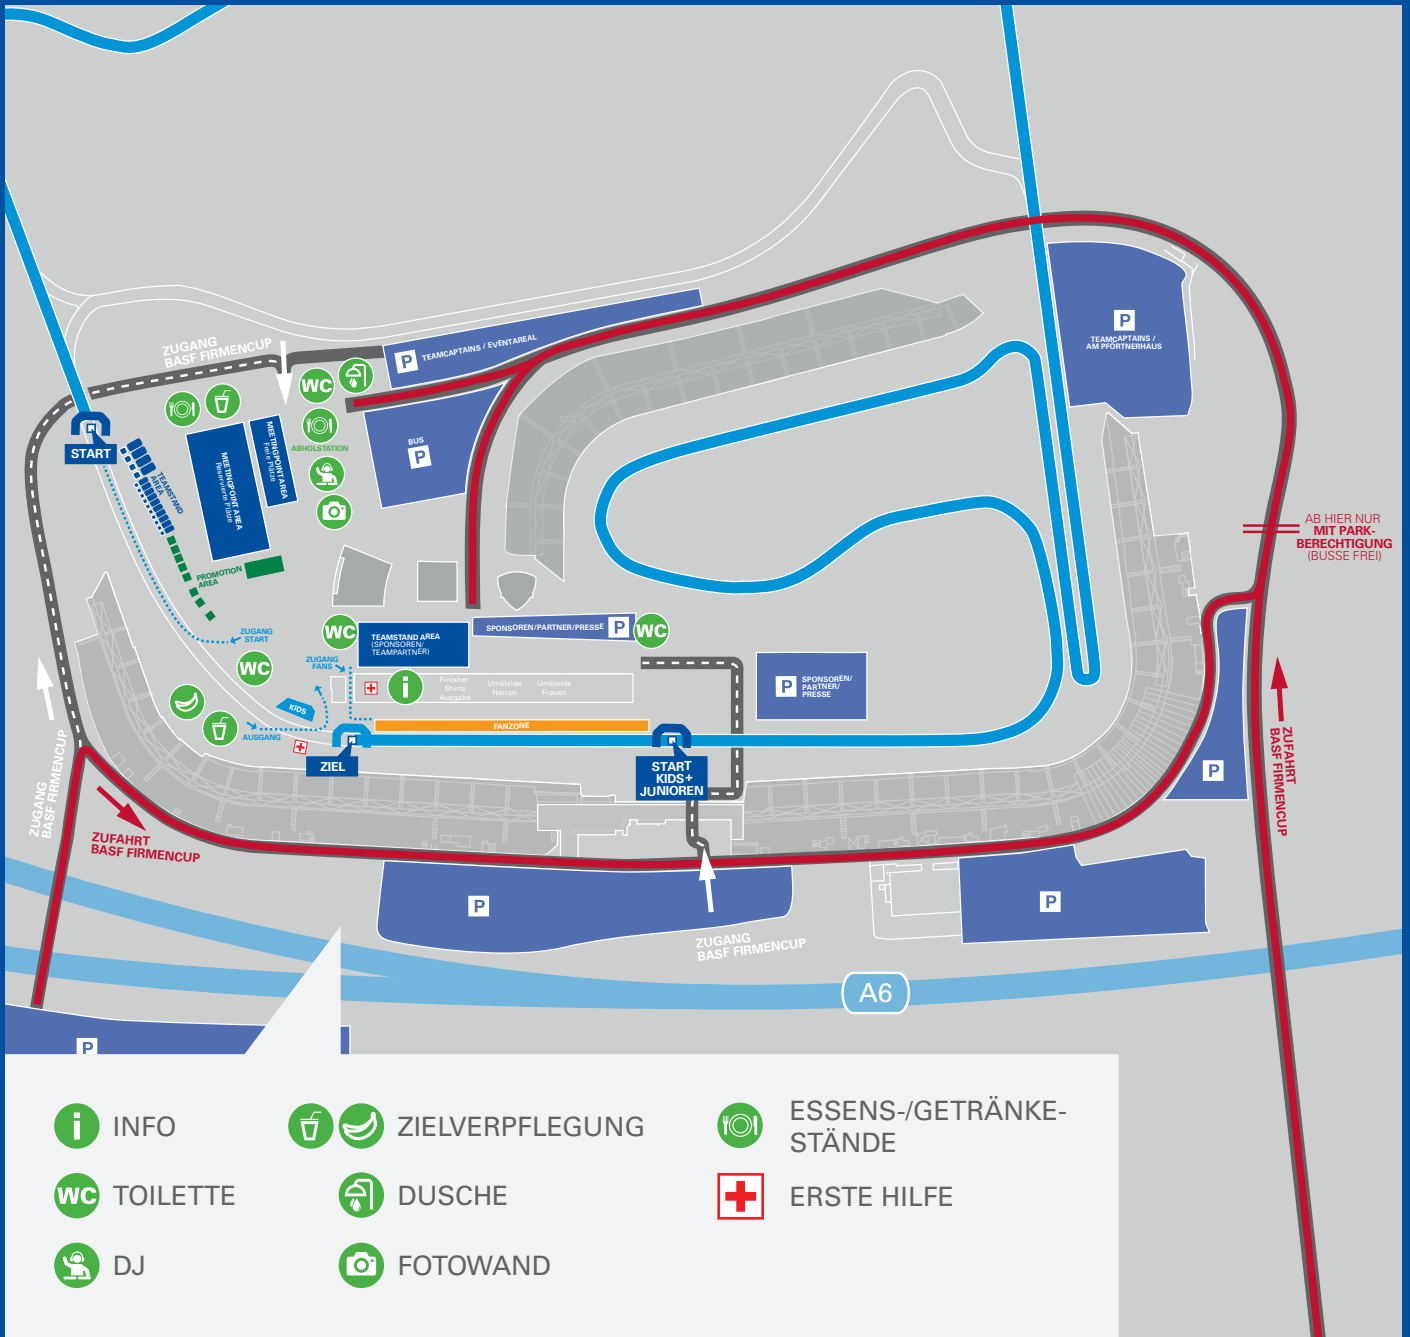 ZUGANG
BASF FIRMENCUP
P
TEAMCAPTAINS / EVENTAREAL
P
TEAMCAPTAINS /
AM PFÖRTNERHAUS
WC
ABHOLSTATION
BUS
P
START
TEAMSTAND
AREA
MEETINGPOINT AREA
Reservierte Plätze
MEETINGPOINT AREA
Freie Plätze
PROMOTION
AREA
AB HIER NUR
MIT PARK-
BERECHTIGUNG
(BUSSE FREI)
ZUGANG
START
WC
TEAMSTAND AREA
(SPONSOREN/
TEAMPARTNER)
SPONSOREN/PARTNER/PRESSE
P
WC
ZUGANG
FANS
WC
i
Finisher
Shirts
Ausgabe
Umkleide
Herren
Umkleide
Frauen
P
SPONSOREN/
PARTNER/
PRESSE
KIDS
AUSGANG
FANZONE
ZIEL
START
KIDS+
JUNIOREN
P
ZUGANG
BASF FIRMENCUP
ZUFAHRT
BASF FIRMENCUP
ZUFAHRT
BASF FIRMENCUP
P
P
ZUGANG
BASF FIRMENCUP
A6
P
i
INFO
ZIELVERPFLEGUNG
ESSENS-/GETRÄNKE-
STÄNDE
WC
TOILETTE
DUSCHE
ERSTE HILFE
DJ
FOTOWAND